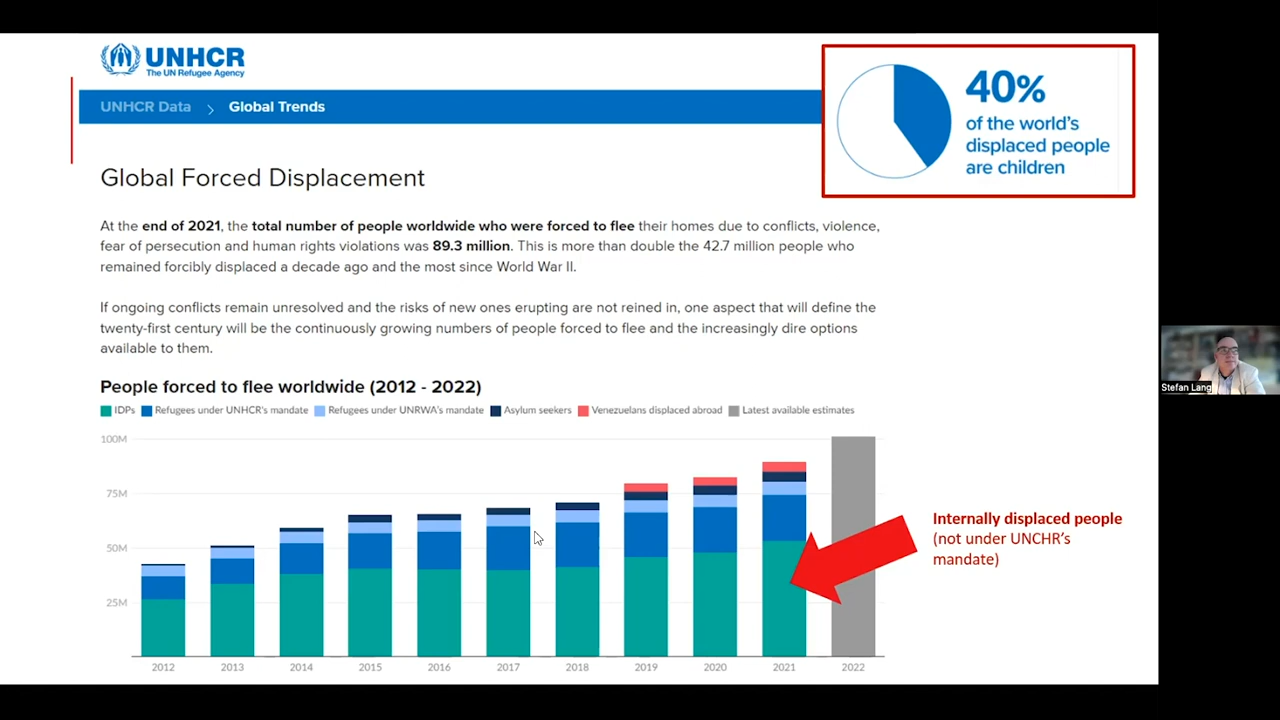 UNHCR
The UN Refugee Agency
UNHCR Data > Global Trends
40%
of the world's
displaced people
are children
Global Forced Displacement
At the end of 2021, the total number of people worldwide who were forced to flee their homes due to conflicts, violence,
fear of persecution and human rights violations was 89.3 million. This is more than double the 42.7 million people who
remained forcibly displaced a decade ago and the most since World War II.
If ongoing conflicts remain unresolved and the risks of new ones erupting are not reined in, one aspect that will define the
twenty-first century will be the continuously growing numbers of people forced to flee and the increasingly dire options
available to them.
People forced to flee worldwide (2012 - 2022)
IDPs Refugees under UNHCR's mandate Refugees under UNRWA's mandate Asylum seekers Venezuelans displaced abroad Latest available estimates
100M
75M
50M
25M
2012 2013 2014 2015 2016 2017 2018 2019 2020 2021 2022
Internally displaced people
(not under UNCHR's
mandate)
Stefan Lang